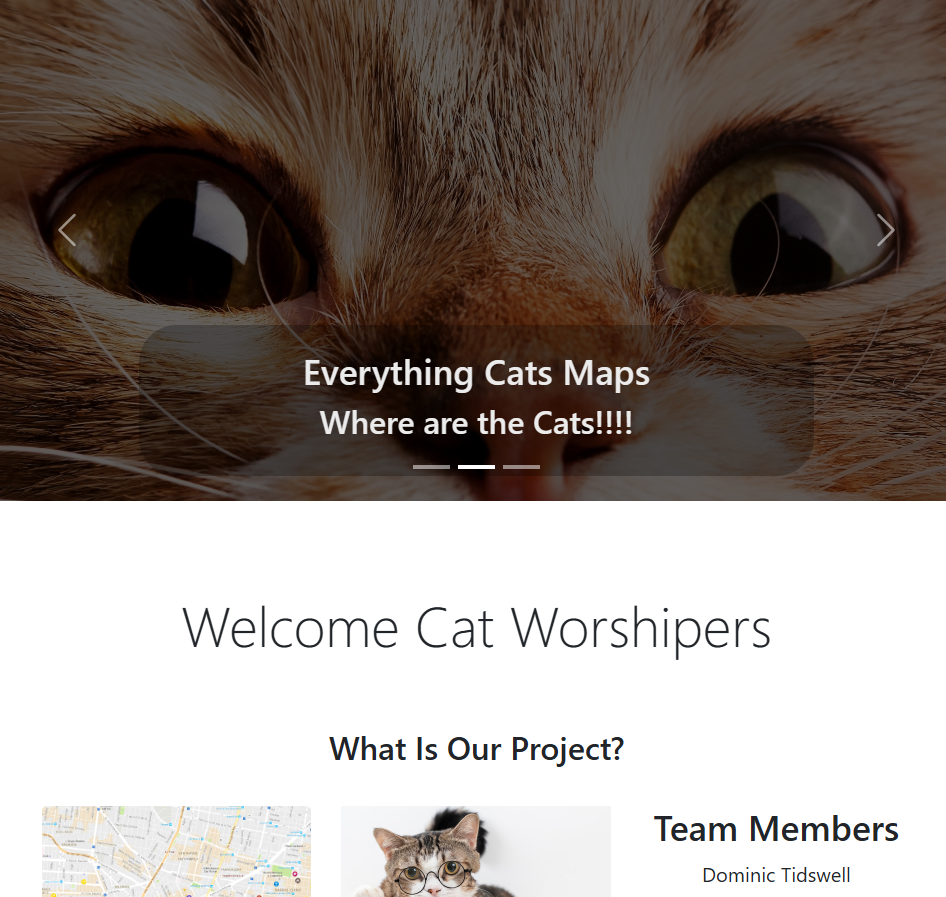 Everything Cats Maps
Where are the Cats!!!!
Welcome Cat Worshipers
What Is Our Project?
Team Members
Dominic Tidswell